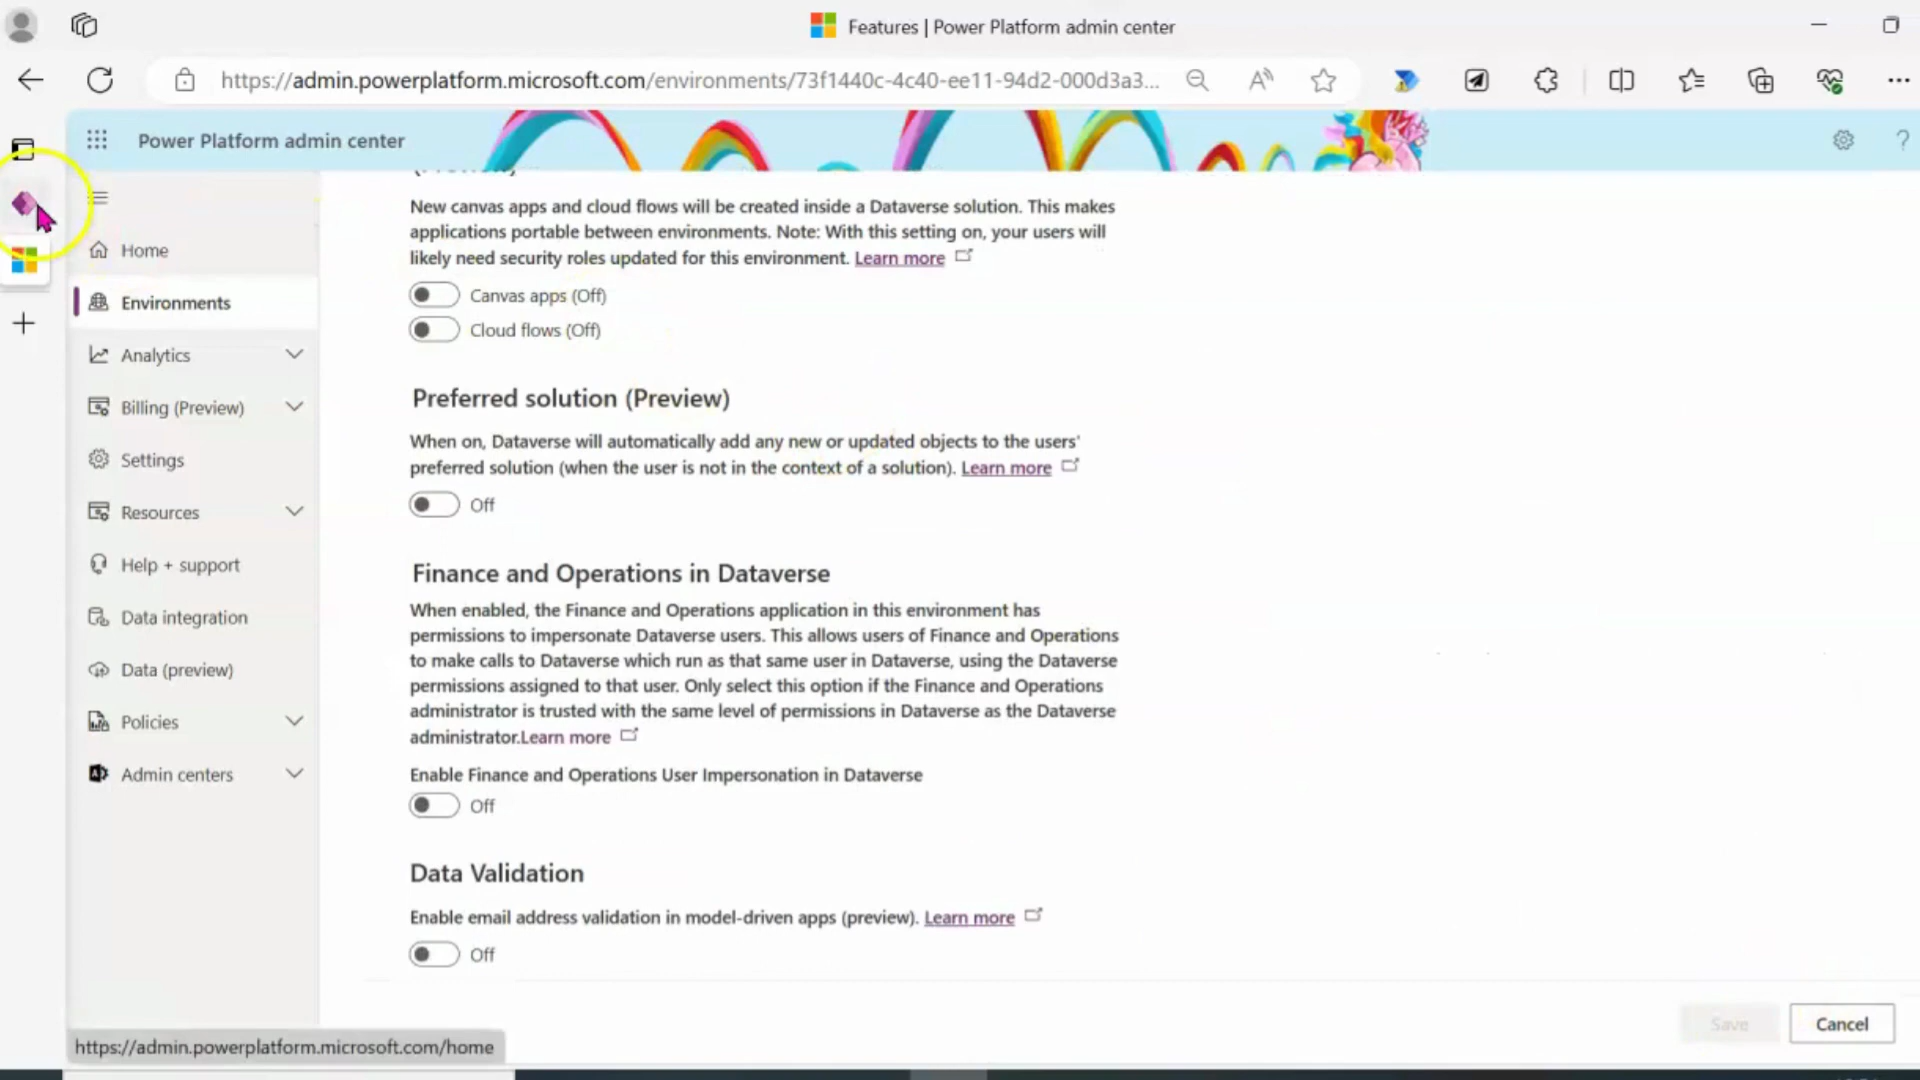 Features | Power Platform admin center
https://admin.powerplatform.microsoft.com/environments/73f1440c-4c40-ee11-94d2-000d3a3...
Power Platform admin center
?
Home
Environments
Analytics
Billing (Preview)
Settings
Resources
Help + support
Data integration
Data (preview)
Policies
Admin centers
New canvas apps and cloud flows will be created inside a Dataverse solution. This makes
applications portable between environments. Note: With this setting on, your users will
likely need security roles updated for this environment. Learn more
Canvas apps (Off)
Cloud flows (Off)
Preferred solution (Preview)
When on, Dataverse will automatically add any new or updated objects to the users'
preferred solution (when the user is not in the context of a solution). Learn more
Off
Finance and Operations in Dataverse
When enabled, the Finance and Operations application in this environment has
permissions to impersonate Dataverse users. This allows users of Finance and Operations
to make calls to Dataverse which run as that same user in Dataverse, using the Dataverse
permissions assigned to that user. Only select this option if the Finance and Operations
administrator is trusted with the same level of permissions in Dataverse as the Dataverse
administrator.Learn more
Enable Finance and Operations User Impersonation in Dataverse
Off
Data Validation
Enable email address validation in model-driven apps (preview). Learn more
Off
Save
Cancel
https://admin.powerplatform.microsoft.com/home